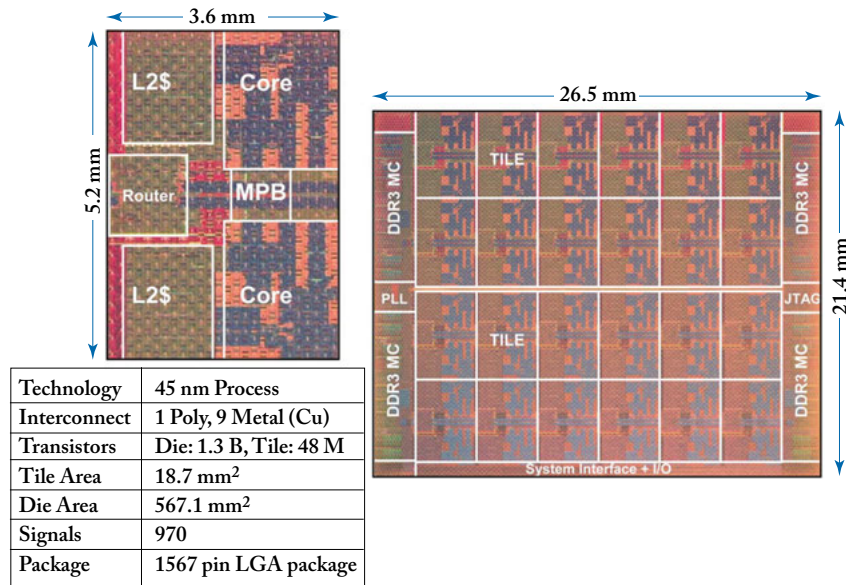 3.6 mm
L2$
Core
5.2 mm
Router
MPB
L2$
Core
26.5 mm
DDR3 MC
TILE
DDR3 MC
21.4 mm
PLL
JTAG
DDR3 MC
TILE
DDR3 MC
System Interface + I/O
Technology 45 nm Process
Interconnect 1 Poly, 9 Metal (Cu)
Transistors Die: 1.3 B, Tile: 48 M
Tile Area 18.7 mm²
Die Area 567.1 mm²
Signals 970
Package 1567 pin LGA package